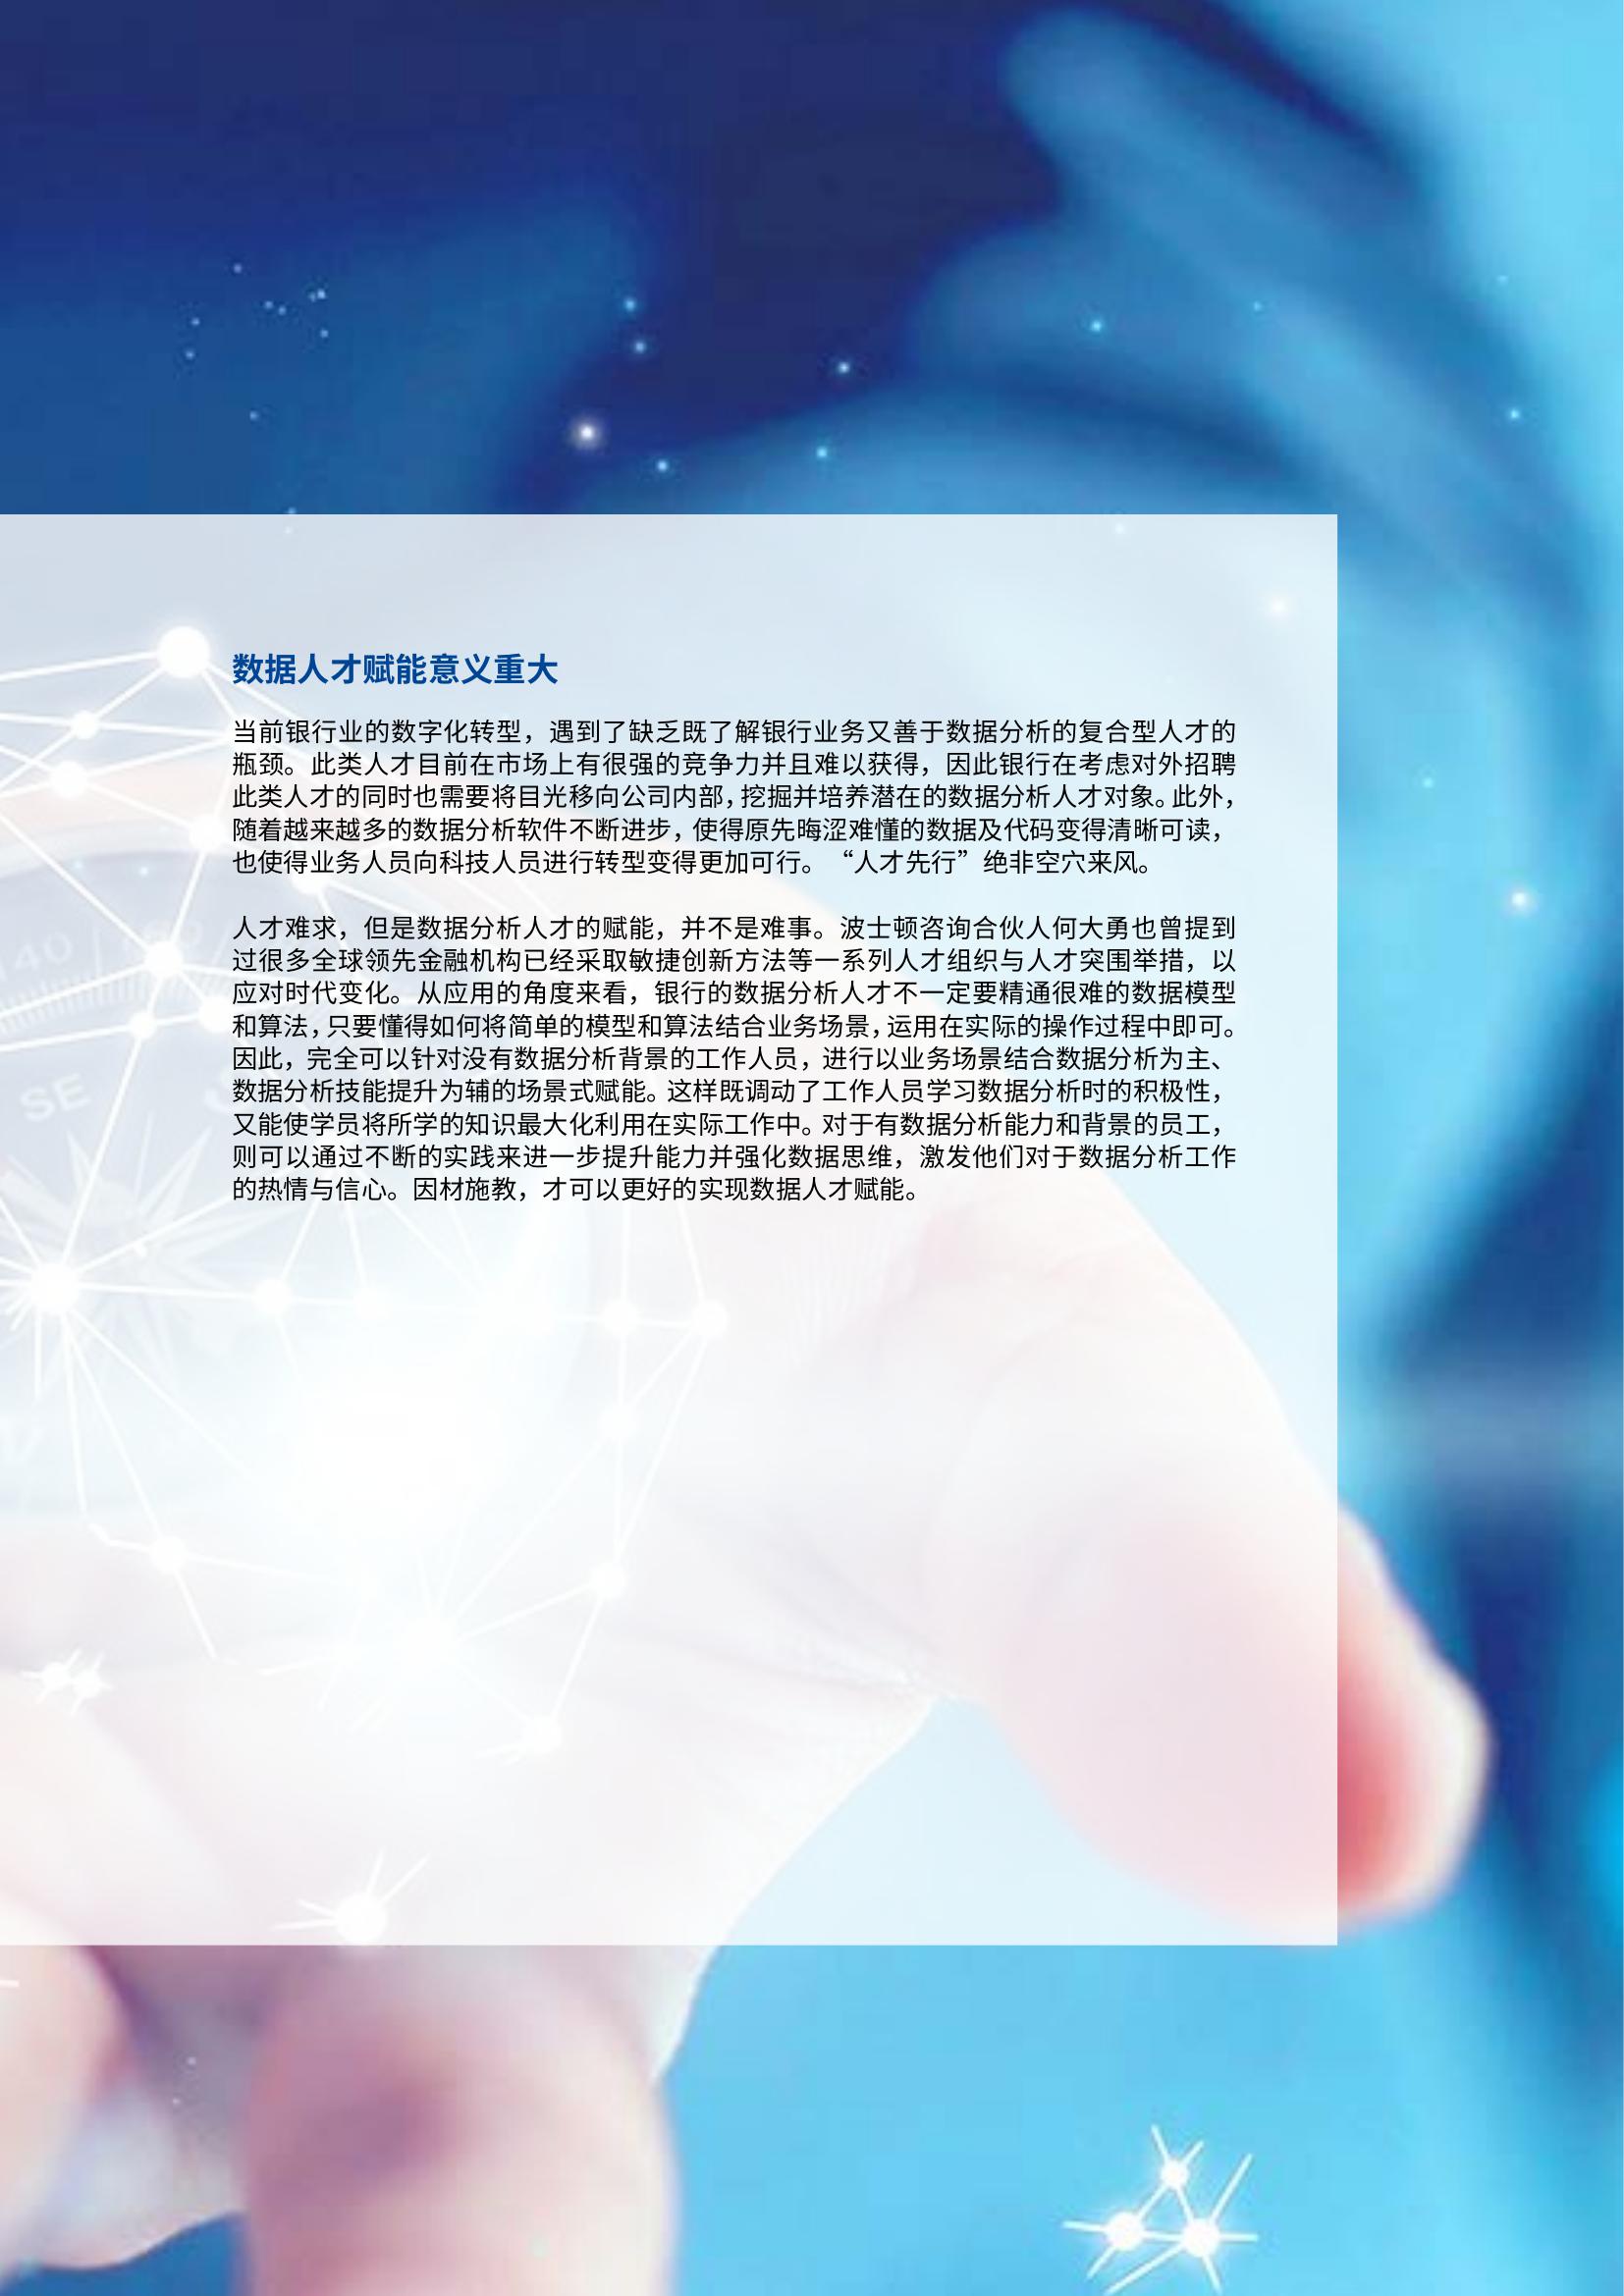 数据人才赋能意义重大
当前银行业的数字化转型，遇到了缺乏既了解银行业务又善于数据分析的复合型人才的
瓶颈。此类人才目前在市场上有很强的竞争力并且难以获得，因此银行在考虑对外招聘
此类人才的同时也需要将目光移向公司内部，挖掘并培养潜在的数据分析人才对象。此外，
随着越来越多的数据分析软件不断进步，使得原先晦涩难懂的数据及代码变得清晰可读，
也使得业务人员向科技人员进行转型变得更加可行。“人才先行”绝非空穴来风。
人才难求，但是数据分析人才的赋能，并不是难事。波士顿咨询合伙人何大勇也曾提到
过很多全球领先金融机构已经采取敏捷创新方法等一系列人才组织与人才突围举措，以
应对时代变化。从应用的角度来看，银行的数据分析人才不一定要精通很难的数据模型
和算法，只要懂得如何将简单的模型和算法结合业务场景，运用在实际的操作过程中即可。
因此，完全可以针对没有数据分析背景的工作人员，进行以业务场景结合数据分析为主、
数据分析技能提升为辅的场景式赋能。这样既调动了工作人员学习数据分析时的积极性，
又能使学员将所学的知识最大化利用在实际工作中。对于有数据分析能力和背景的员工，
则可以通过不断的实践来进一步提升能力并强化数据思维，激发他们对于数据分析工作
的热情与信心。因材施教，才可以更好的实现数据人才赋能。
40
SE